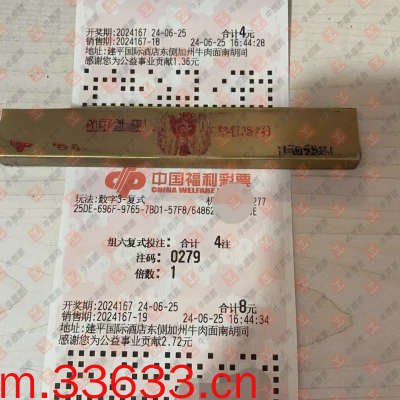 开奖期:2024167 24-06-25 合计4元
销售期:2024167-18 24-06-25 16:44:28
地址:建平国际酒店东侧加州牛肉面南胡同
感谢您为公益事业贡献1.36元
中国福利彩票
CHINA WELFARE LOTTERY
玩法:数字3-复式
277
25DE-696F-9765-7BD1-57F8/64862
E
组六复式投注: 合计 4注
注码: 0279
倍数: 1
开奖期:2024167 24-06-25 合计8元
销售期:2024167-19 24-06-25 16:44:34
地址:建平国际酒店东侧加州牛肉面南胡同
感谢您为公益事业贡献2.72元
m.33633.cn